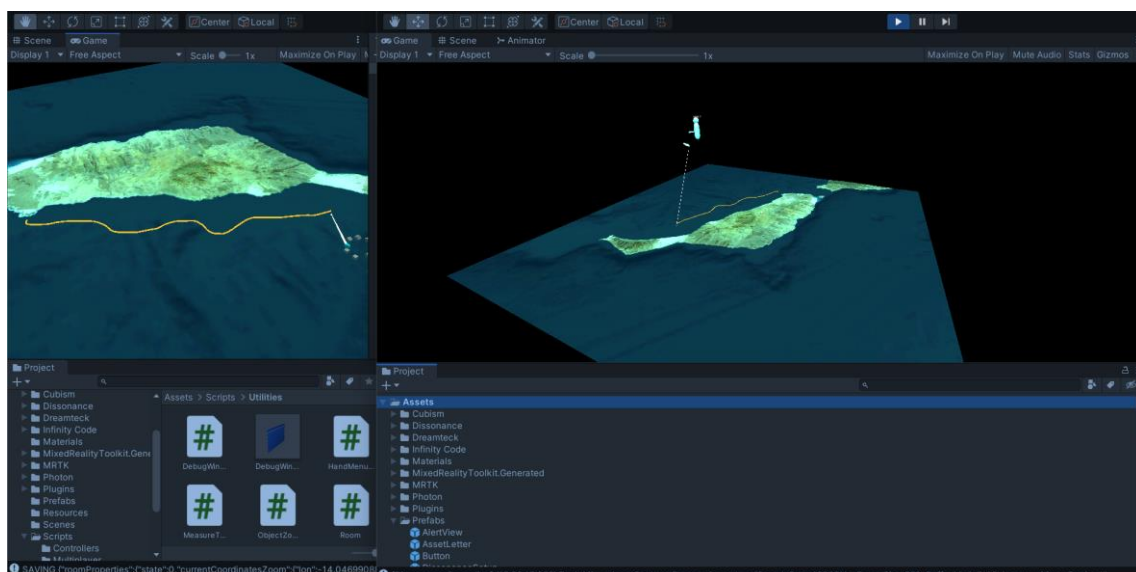 Center Local
Scene Game
Display 1 Free Aspect Scale 1x Maximize On Play
Project
Cubism
Dissonance
Dreamteck
Infinity Code
Materials
MixedRealityToolkit.Gene
MRTK
Photon
Plugins
Prefabs
Resources
Scenes
Scripts
Controllers
Multiplayer
Assets > Scripts > Utilities
DebugWin... DebugWin... HandMenu...
MeasureT... ObjectZo... Room
SAVING {"roomProperties":{"state":0,"currentCoordinatesZoom":{"lon":-14.0469908
Center Local
Game Scene Animator
Display 1 Free Aspect Scale 1x Maximize On Play Mute Audio Stats Gizmos
Project
Assets
Cubism
Dissonance
Dreamteck
Infinity Code
Materials
MixedRealityToolkit.Generated
MRTK
Photon
Plugins
Prefabs
AlertView
AssetLetter
Button